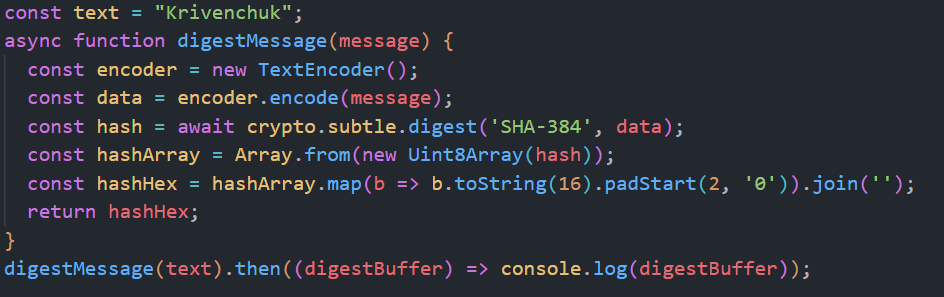 const text = "Krivenchuk";
async function digestMessage(message) {
  const encoder = new TextEncoder();
  const data = encoder.encode(message);
  const hash = await crypto.subtle.digest('SHA-384', data);
  const hashArray = Array.from(new Uint8Array(hash));
  const hashHex = hashArray.map(b => b.toString(16).padStart(2, '0')).join('');
  return hashHex;
}
digestMessage(text).then((digestBuffer) => console.log(digestBuffer));